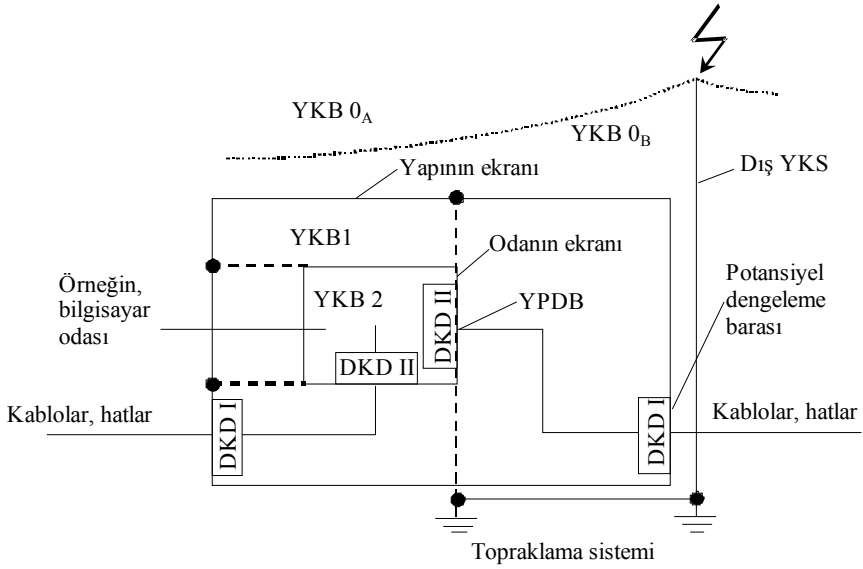 YKB 0A
YKB 0B
Dış YKS
Yapının ekranı
YKB1
Odanın ekranı
Örneğin,
bilgisayar
odası
YKB 2
DKD II
YPDB
Potansiyel
dengeleme
barası
DKD II
Kablolar, hatlar
DKD I
DKD I
Kablolar, hatlar
Topraklama sistemi